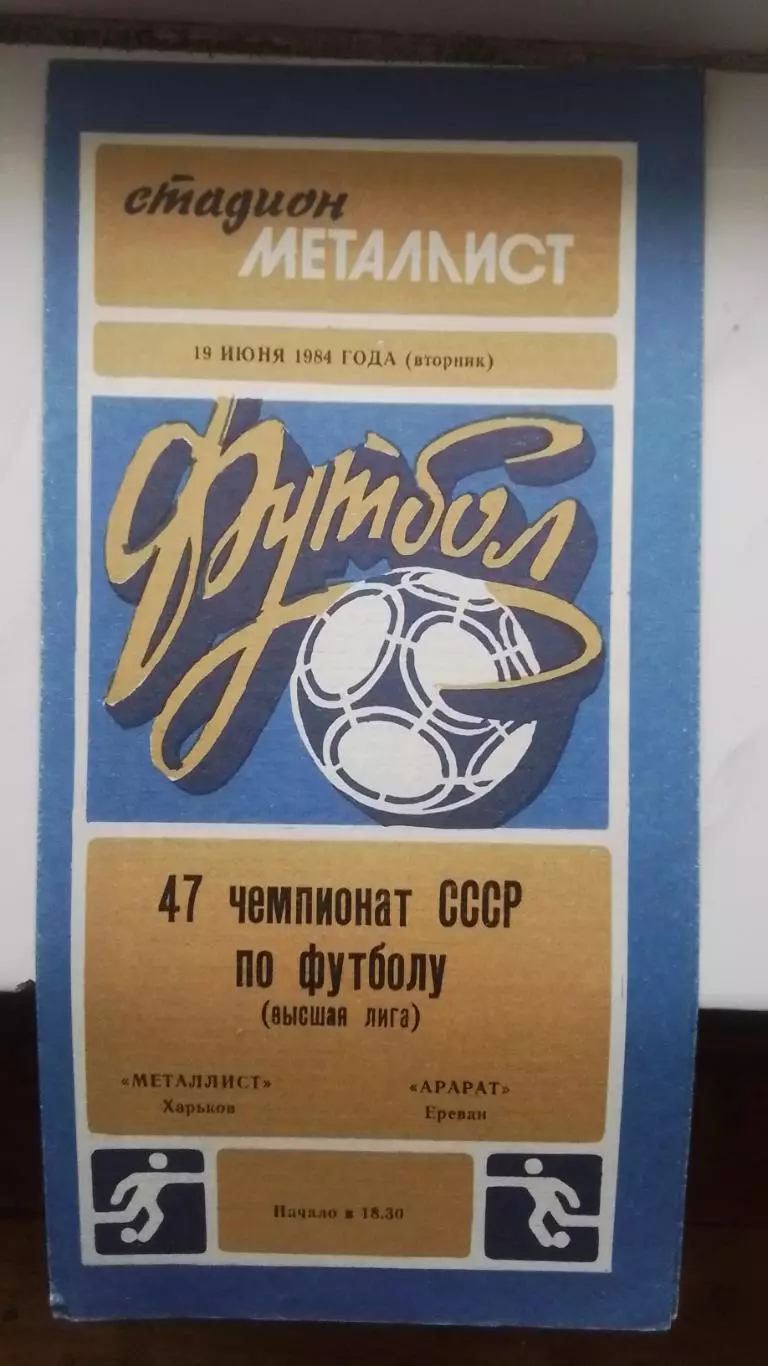 стадион
МЕТАЛЛИСТ
19 ИЮНЯ 1984 ГОДА (вторник)
Футбол
47 чемпионат СССР
по футболу
(высшая лига)
«МЕТАЛЛИСТ» «АРАРАТ»
Харьков Ереван
Начало в 18.30